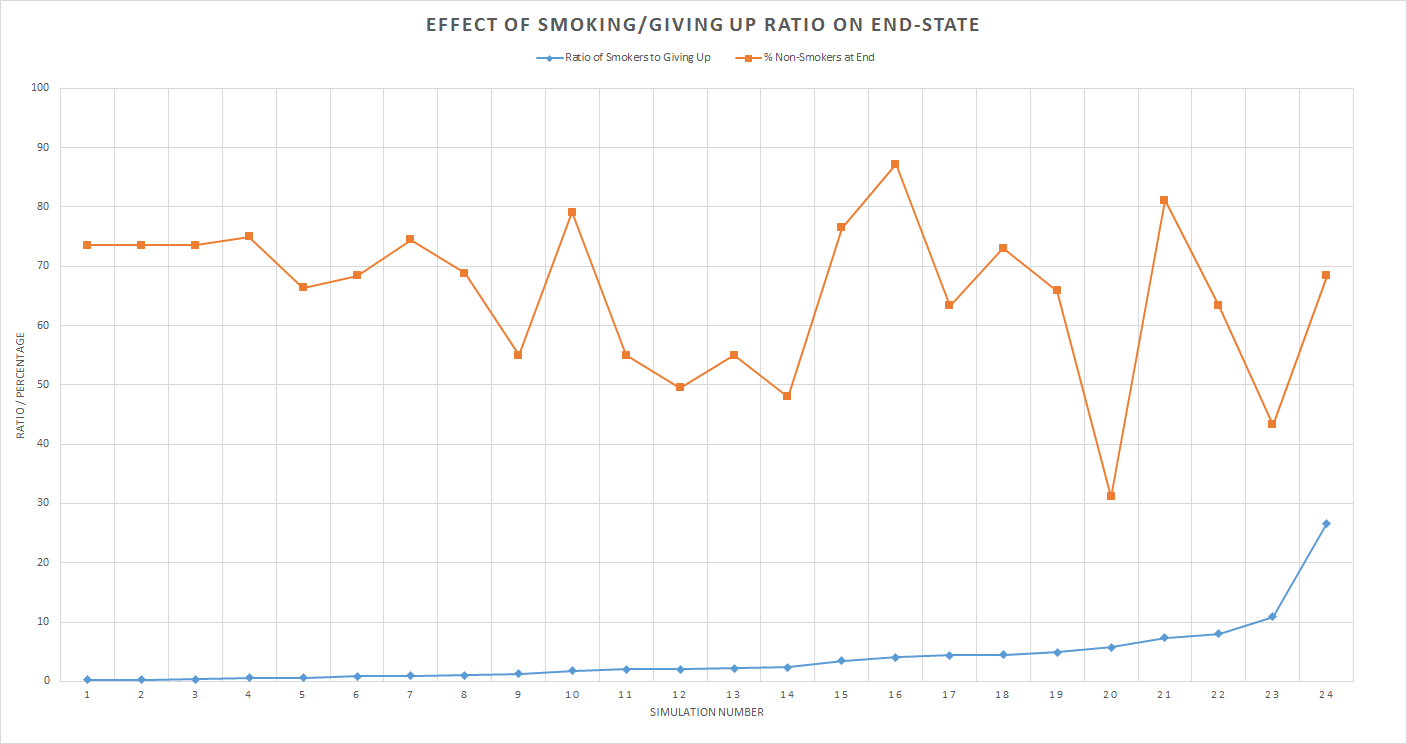 EFFECT OF SMOKING/GIVING UP RATIO ON END-STATE
Ratio of Smokers to Giving Up
% Non-Smokers at End
100
90
80
70
60
50
40
30
20
10
0
RATIO / PERCENTAGE
1 2 3 4 5 6 7 8 9 10 11 12 13 14 15 16 17 18 19 20 21 22 23 24
SIMULATION NUMBER